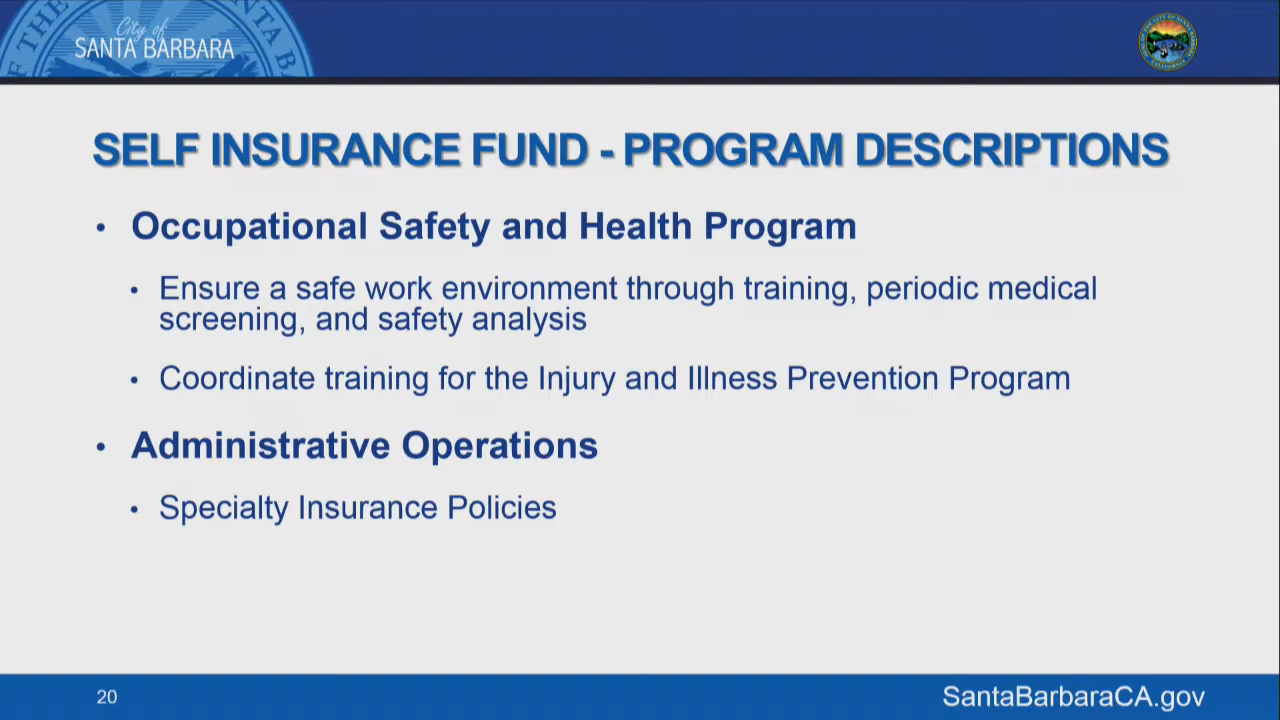 City of
SANTA BARBARA
SELF INSURANCE FUND - PROGRAM DESCRIPTIONS
• Occupational Safety and Health Program
• Ensure a safe work environment through training, periodic medical
screening, and safety analysis
• Coordinate training for the Injury and Illness Prevention Program
• Administrative Operations
• Specialty Insurance Policies
20
SantaBarbaraCA.gov